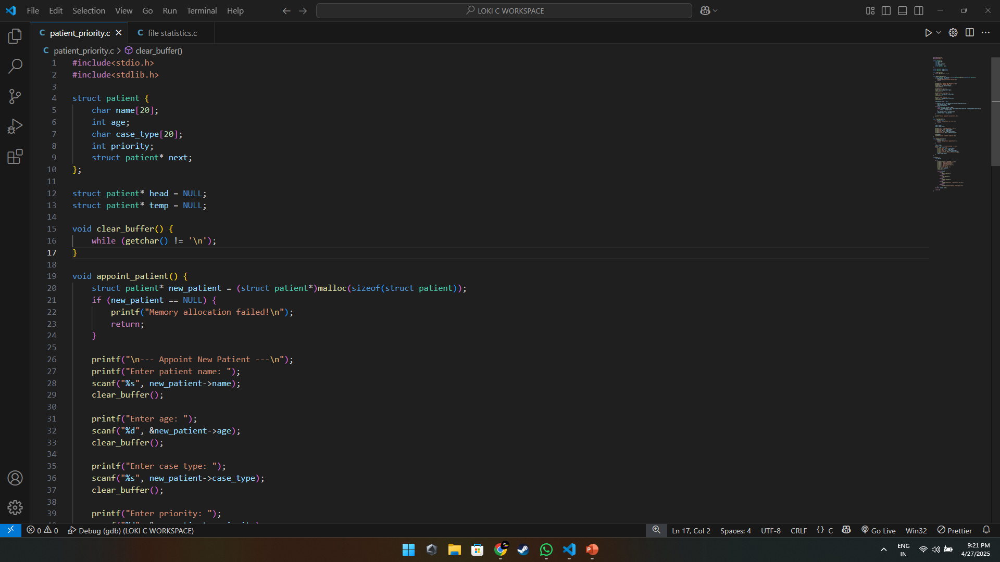 File Edit Selection View Go Run Terminal Help
LOKI C WORKSPACE
C patient_priority.c
C file statistics.c
C patient_priority.c > clear_buffer()
1 #include<stdio.h>
2 #include<stdlib.h>
3
4 struct patient {
5 char name[20];
6 int age;
7 char case_type[20];
8 int priority;
9 struct patient* next;
10 };
11
12 struct patient* head = NULL;
13 struct patient* temp = NULL;
14
15 void clear_buffer() {
16 while (getchar() != '\n');
17 }
18
19 void appoint_patient() {
20 struct patient* new_patient = (struct patient*)malloc(sizeof(struct patient));
21 if (new_patient == NULL) {
22 printf("Memory allocation failed!\n");
23 return;
24 }
25
26 printf("\n--- Appoint New Patient ---\n");
27 printf("Enter patient name: ");
28 scanf("%s", new_patient->name);
29 clear_buffer();
30
31 printf("Enter age: ");
32 scanf("%d", &new_patient->age);
33 clear_buffer();
34
35 printf("Enter case type: ");
36 scanf("%s", new_patient->case_type);
37 clear_buffer();
38
39 printf("Enter priority: ");
0 0 Debug (gdb) (LOKI C WORKSPACE)
Ln 17, Col 2 Spaces: 4 UTF-8 CRLF {} C Go Live Win32 Prettier
ENG
IN
9:21 PM
4/27/2025